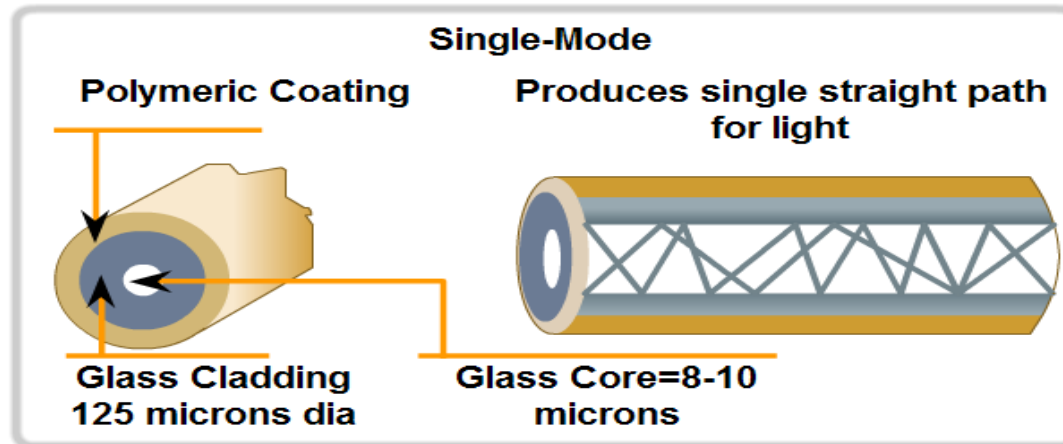 Single-Mode
Polymeric Coating
Produces single straight path
for light
Glass Cladding
125 microns dia
Glass Core=8-10
microns